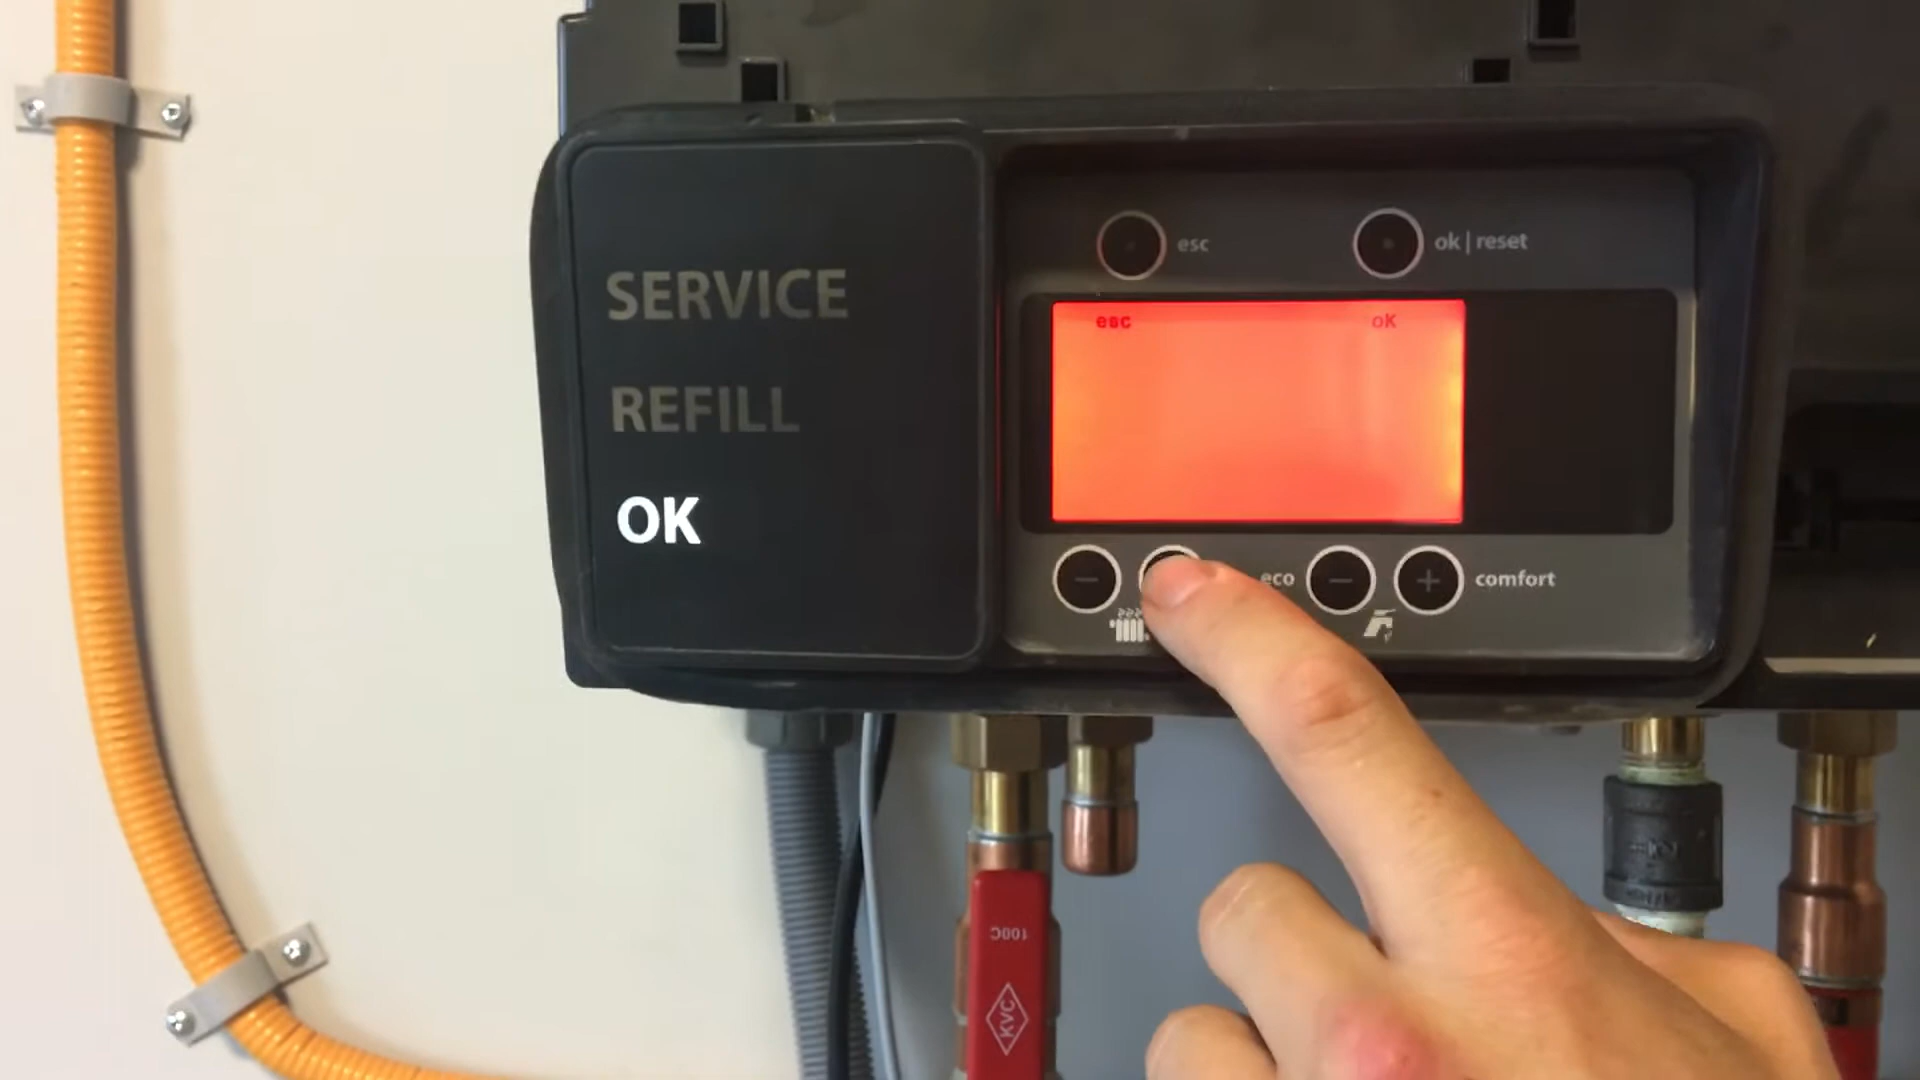 SERVICE
REFILL
OK
esc
ok | reset
esc
oK
eco
comfort
100C
KVC